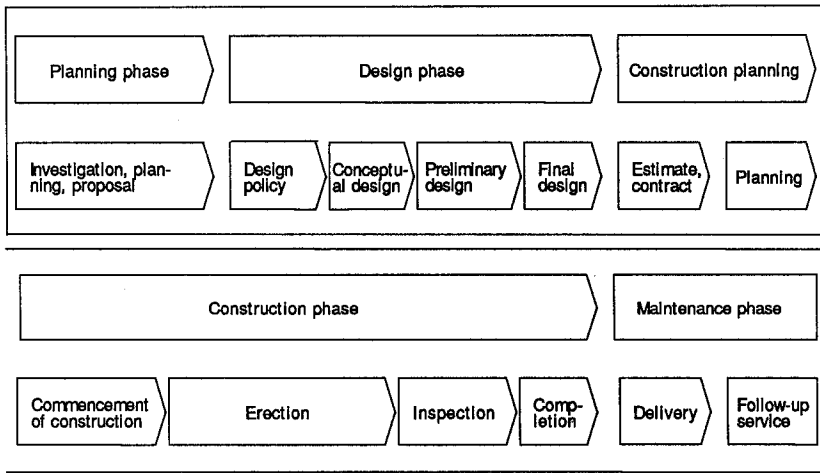 Planning phase
Design phase
Construction planning
Investigation, plan-
ning, proposal
Design
policy
Conceptu-
al design
Preliminary
design
Final
design
Estimate,
contract
Planning
Construction phase
Maintenance phase
Commencement
of construction
Erection
Inspection
Comp-
letion
Delivery
Follow-up
service